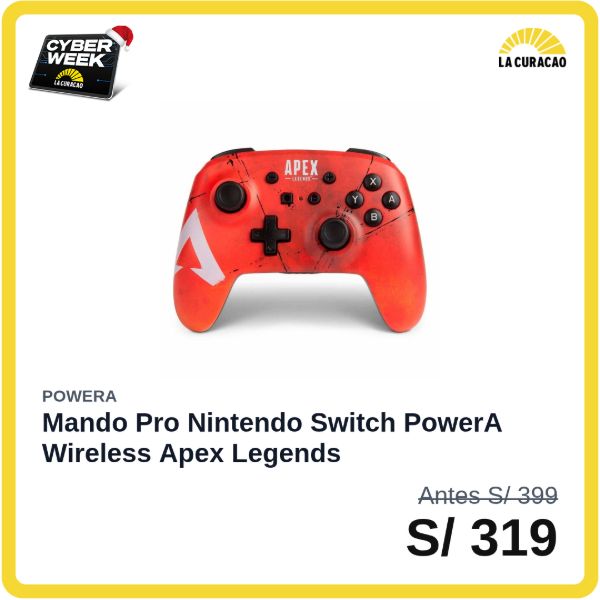 CYBER
WEEK
LA CURACAO
LA CURACAO
APEX
LEGENDS
X
Y
A
B
POWERA
Mando Pro Nintendo Switch PowerA
Wireless Apex Legends
Antes S/ 399
S/ 319